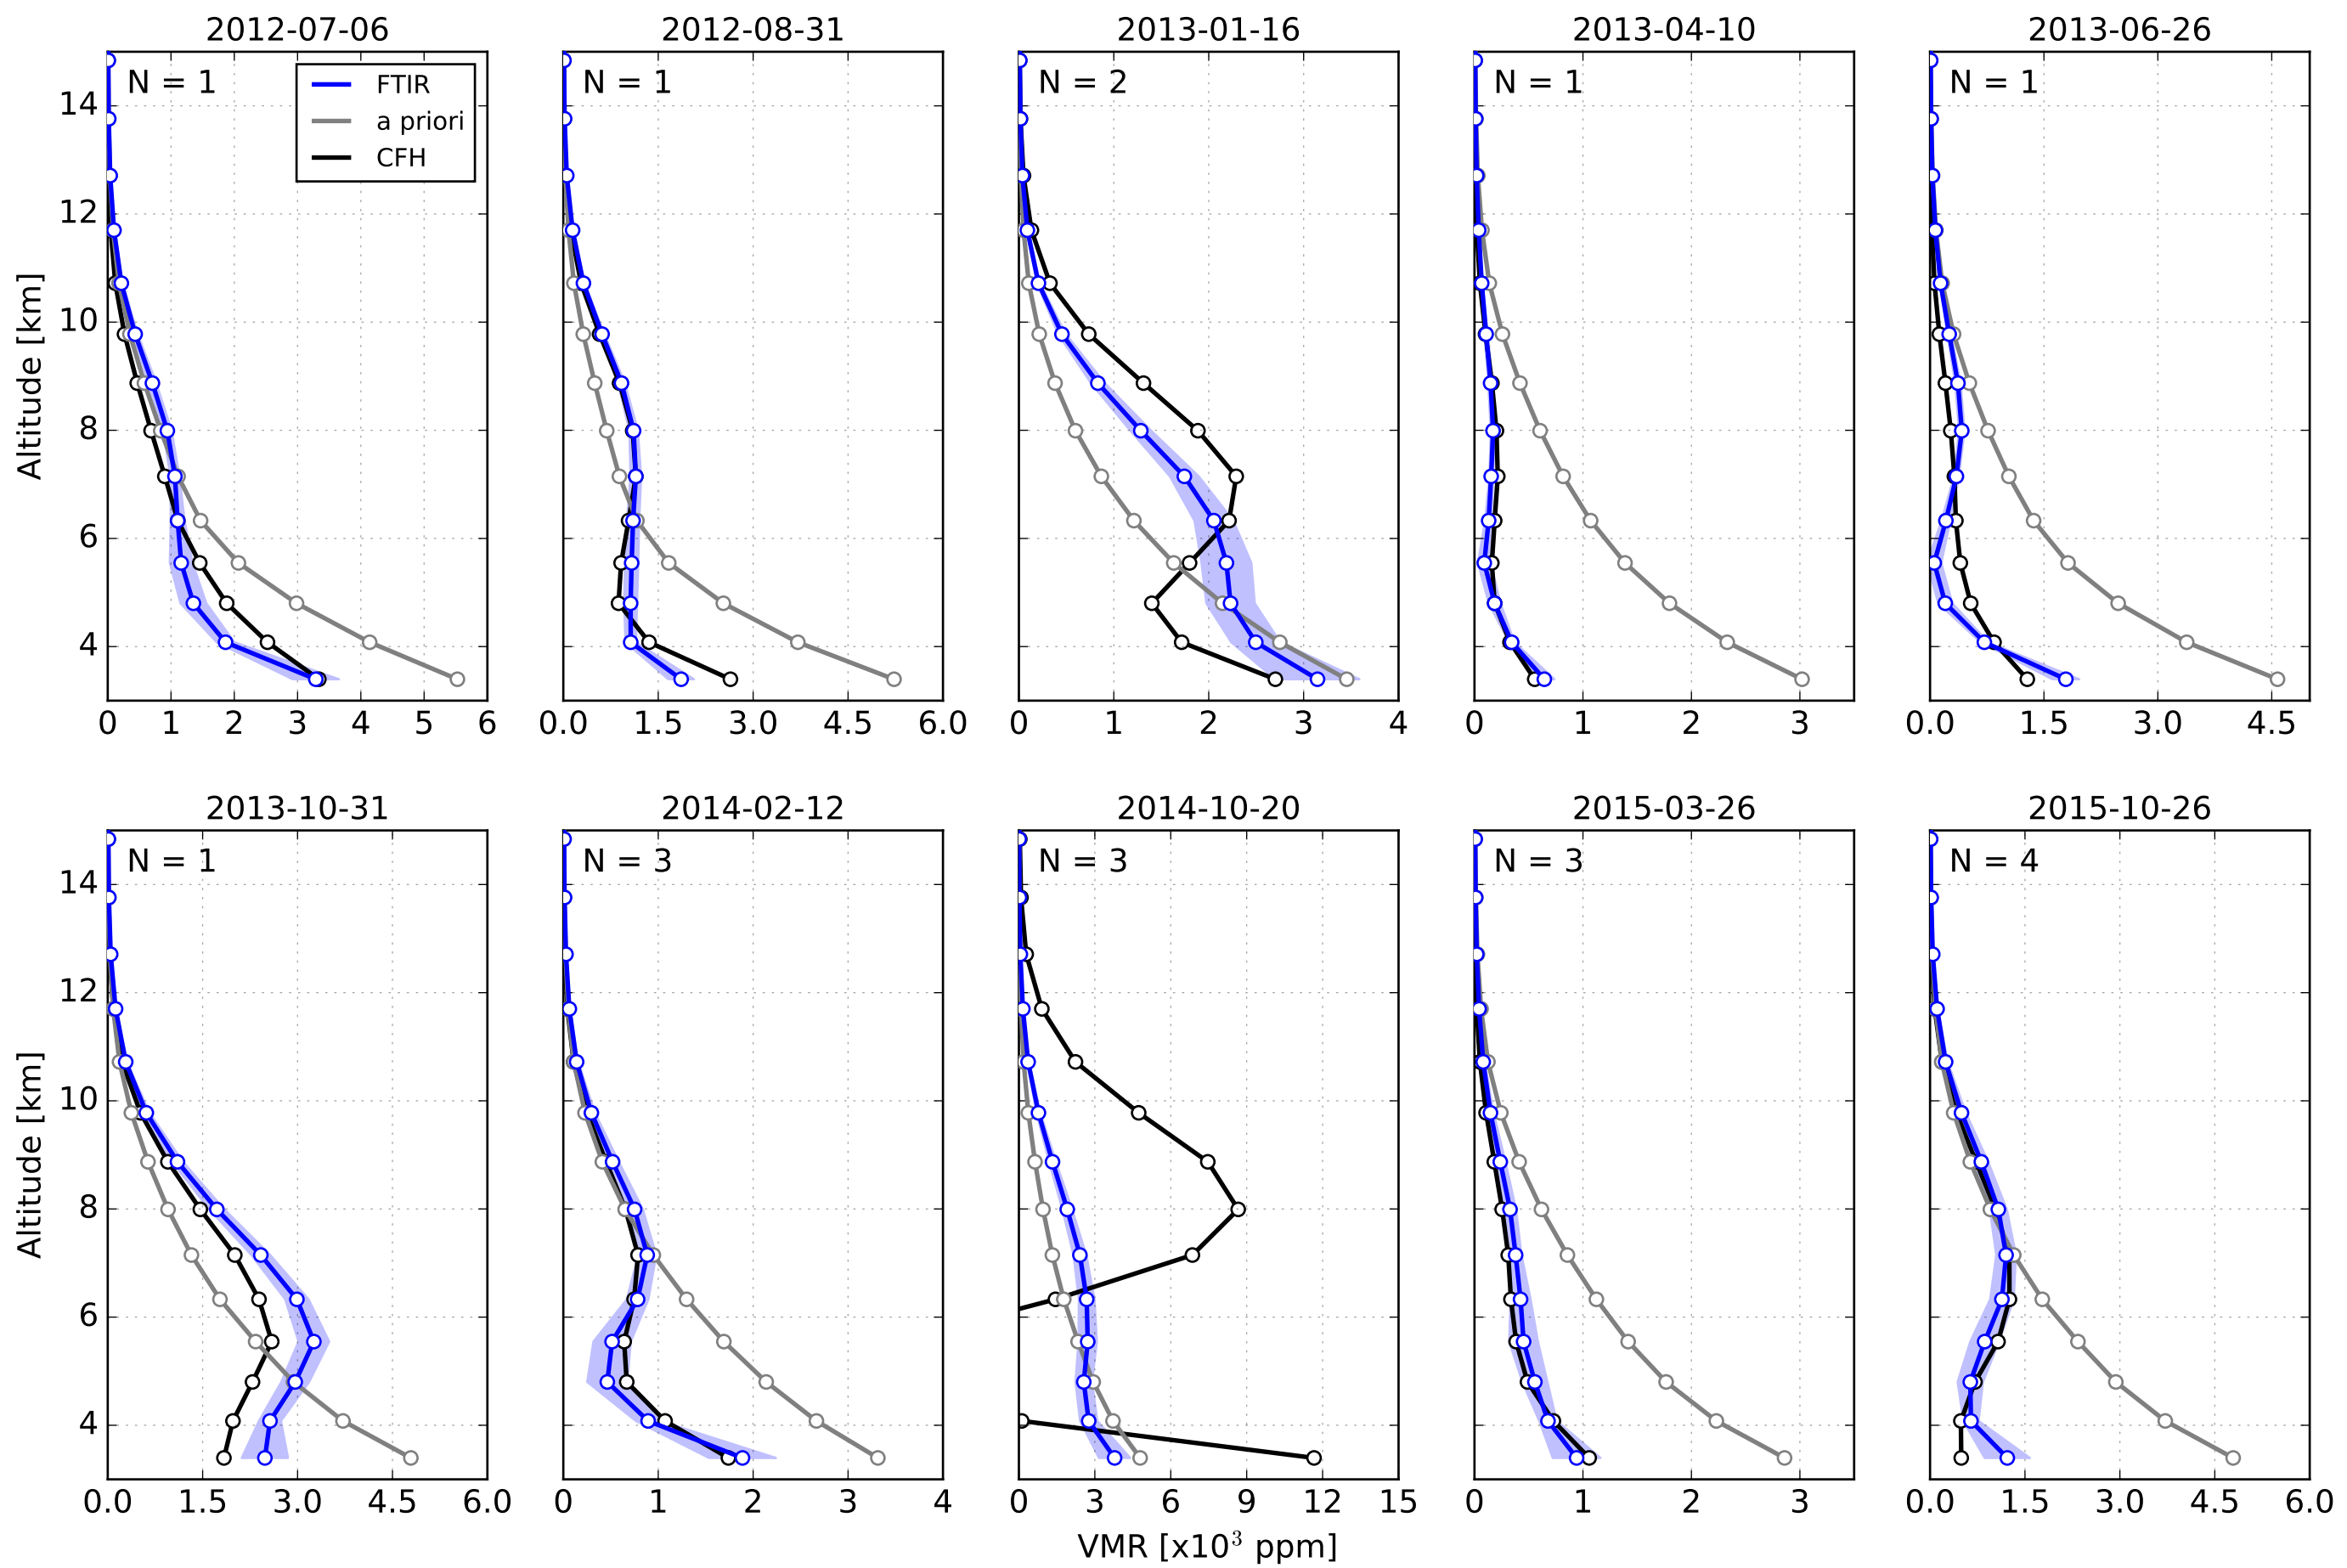 2012-07-06
2012-08-31
2013-01-16
2013-04-10
2013-06-26
N = 1
N = 1
N = 2
N = 1
N = 1
FTIR
a priori
CFH
Altitude [km]
14
12
10
8
6
4
0 1 2 3 4 5 6
0.0 1.5 3.0 4.5 6.0
0 1 2 3 4
0 1 2 3
0.0 1.5 3.0 4.5
2013-10-31
2014-02-12
2014-10-20
2015-03-26
2015-10-26
N = 1
N = 3
N = 3
N = 3
N = 4
Altitude [km]
14
12
10
8
6
4
0.0 1.5 3.0 4.5 6.0
0 1 2 3 4
0 3 6 9 12 15
0 1 2 3
0.0 1.5 3.0 4.5 6.0
VMR [x10³ ppm]